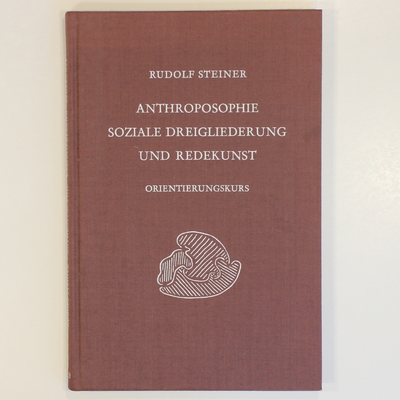 RUDOLF STEINER
ANTHROPOSOPHIE
SOZIALE DREIGLIEDERUNG
UND REDEKUNST
ORIENTIERUNGSKURS